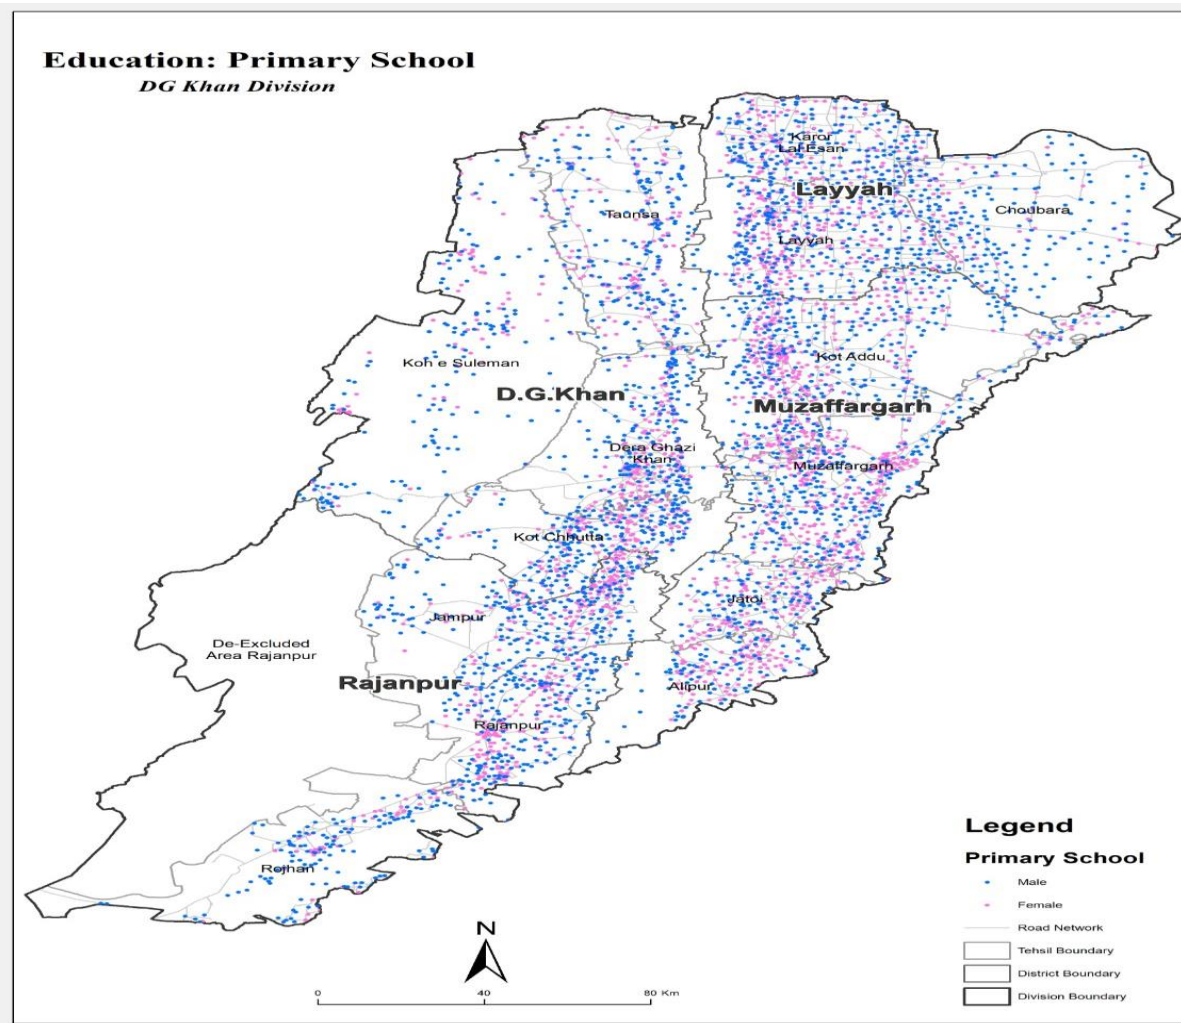 Education: Primary School
DG Khan Division
Karor
Lal Esan
Layyah
Choubara
Taunsa
Layyah
Koh e Suleman
Kot Addu
D.G.Khan
Muzaffargarh
Dera Ghazi
Khan
Muzaffargarh
Kot Chhutta
Jatoi
Jampur
De-Excluded
Area Rajanpur
Rajanpur
Alipur
Rajanpur
Rojhan
Legend
Primary School
Male
Female
Road Network
Tehsil Boundary
District Boundary
Division Boundary
N
0 40 80 Km